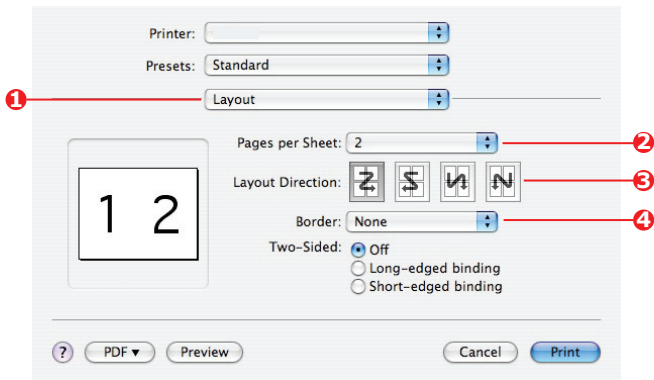 Printer:
Presets: Standard
1 Layout
Pages per Sheet: 2 2
Layout Direction: 3
Border: None 4
1 2
Two-Sided: Off
Long-edged binding
Short-edged binding
? PDF▼ Preview Cancel Print